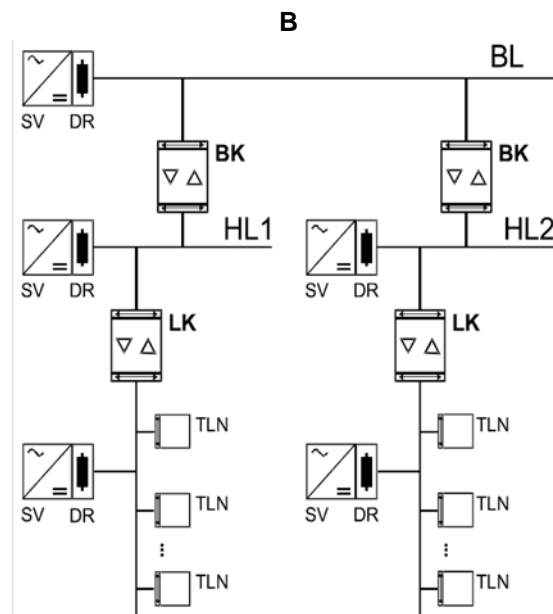 B
BL
SV DR
BK BK
HL1 HL2
SV DR SV DR
LK LK
TLN TLN
SV DR SV DR
TLN TLN
TLN TLN